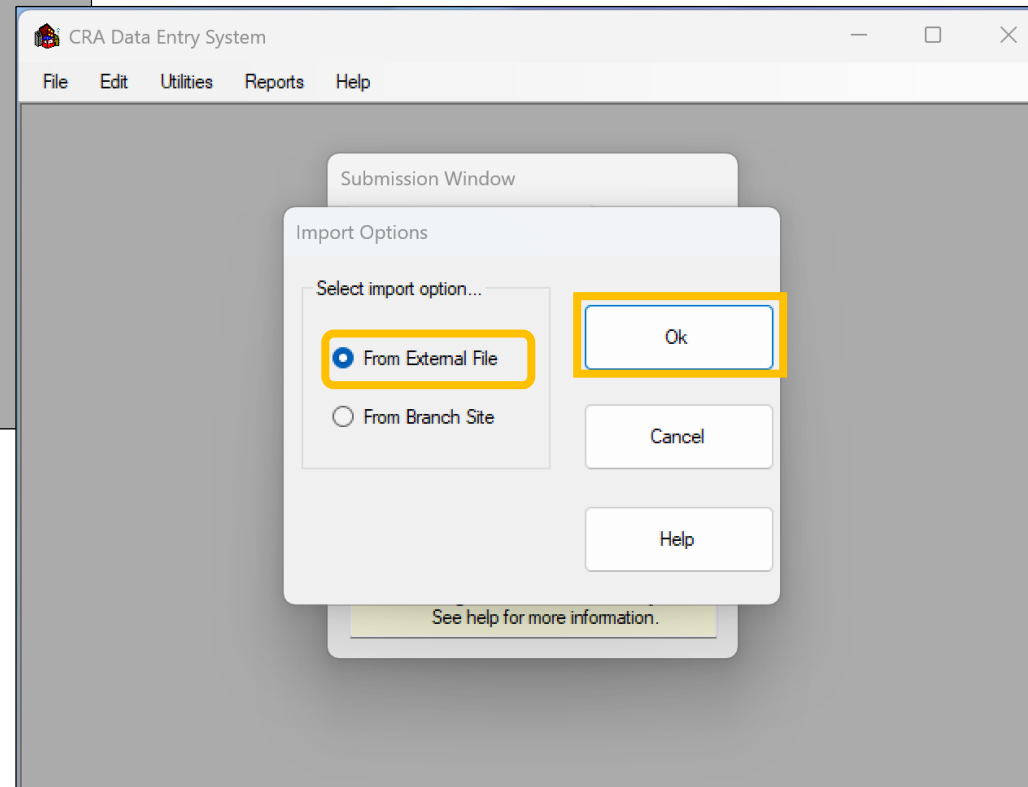 CRA Data Entry System
File Edit Utilities Reports Help
Submission Window
Import Options
Select import option...
From External File
From Branch Site
Ok
Cancel
Help
See help for more information.